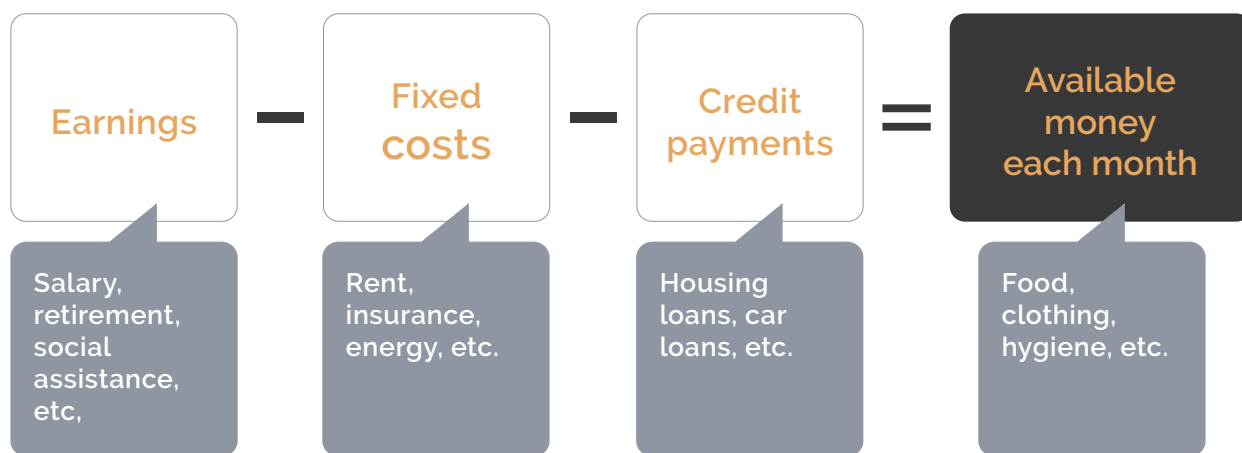 Earnings
Fixed
costs
Credit
payments
Available
money
each month
Salary,
retirement,
social
assistance,
etc,
Rent,
insurance,
energy, etc.
Housing
loans, car
loans, etc.
Food,
clothing,
hygiene, etc.